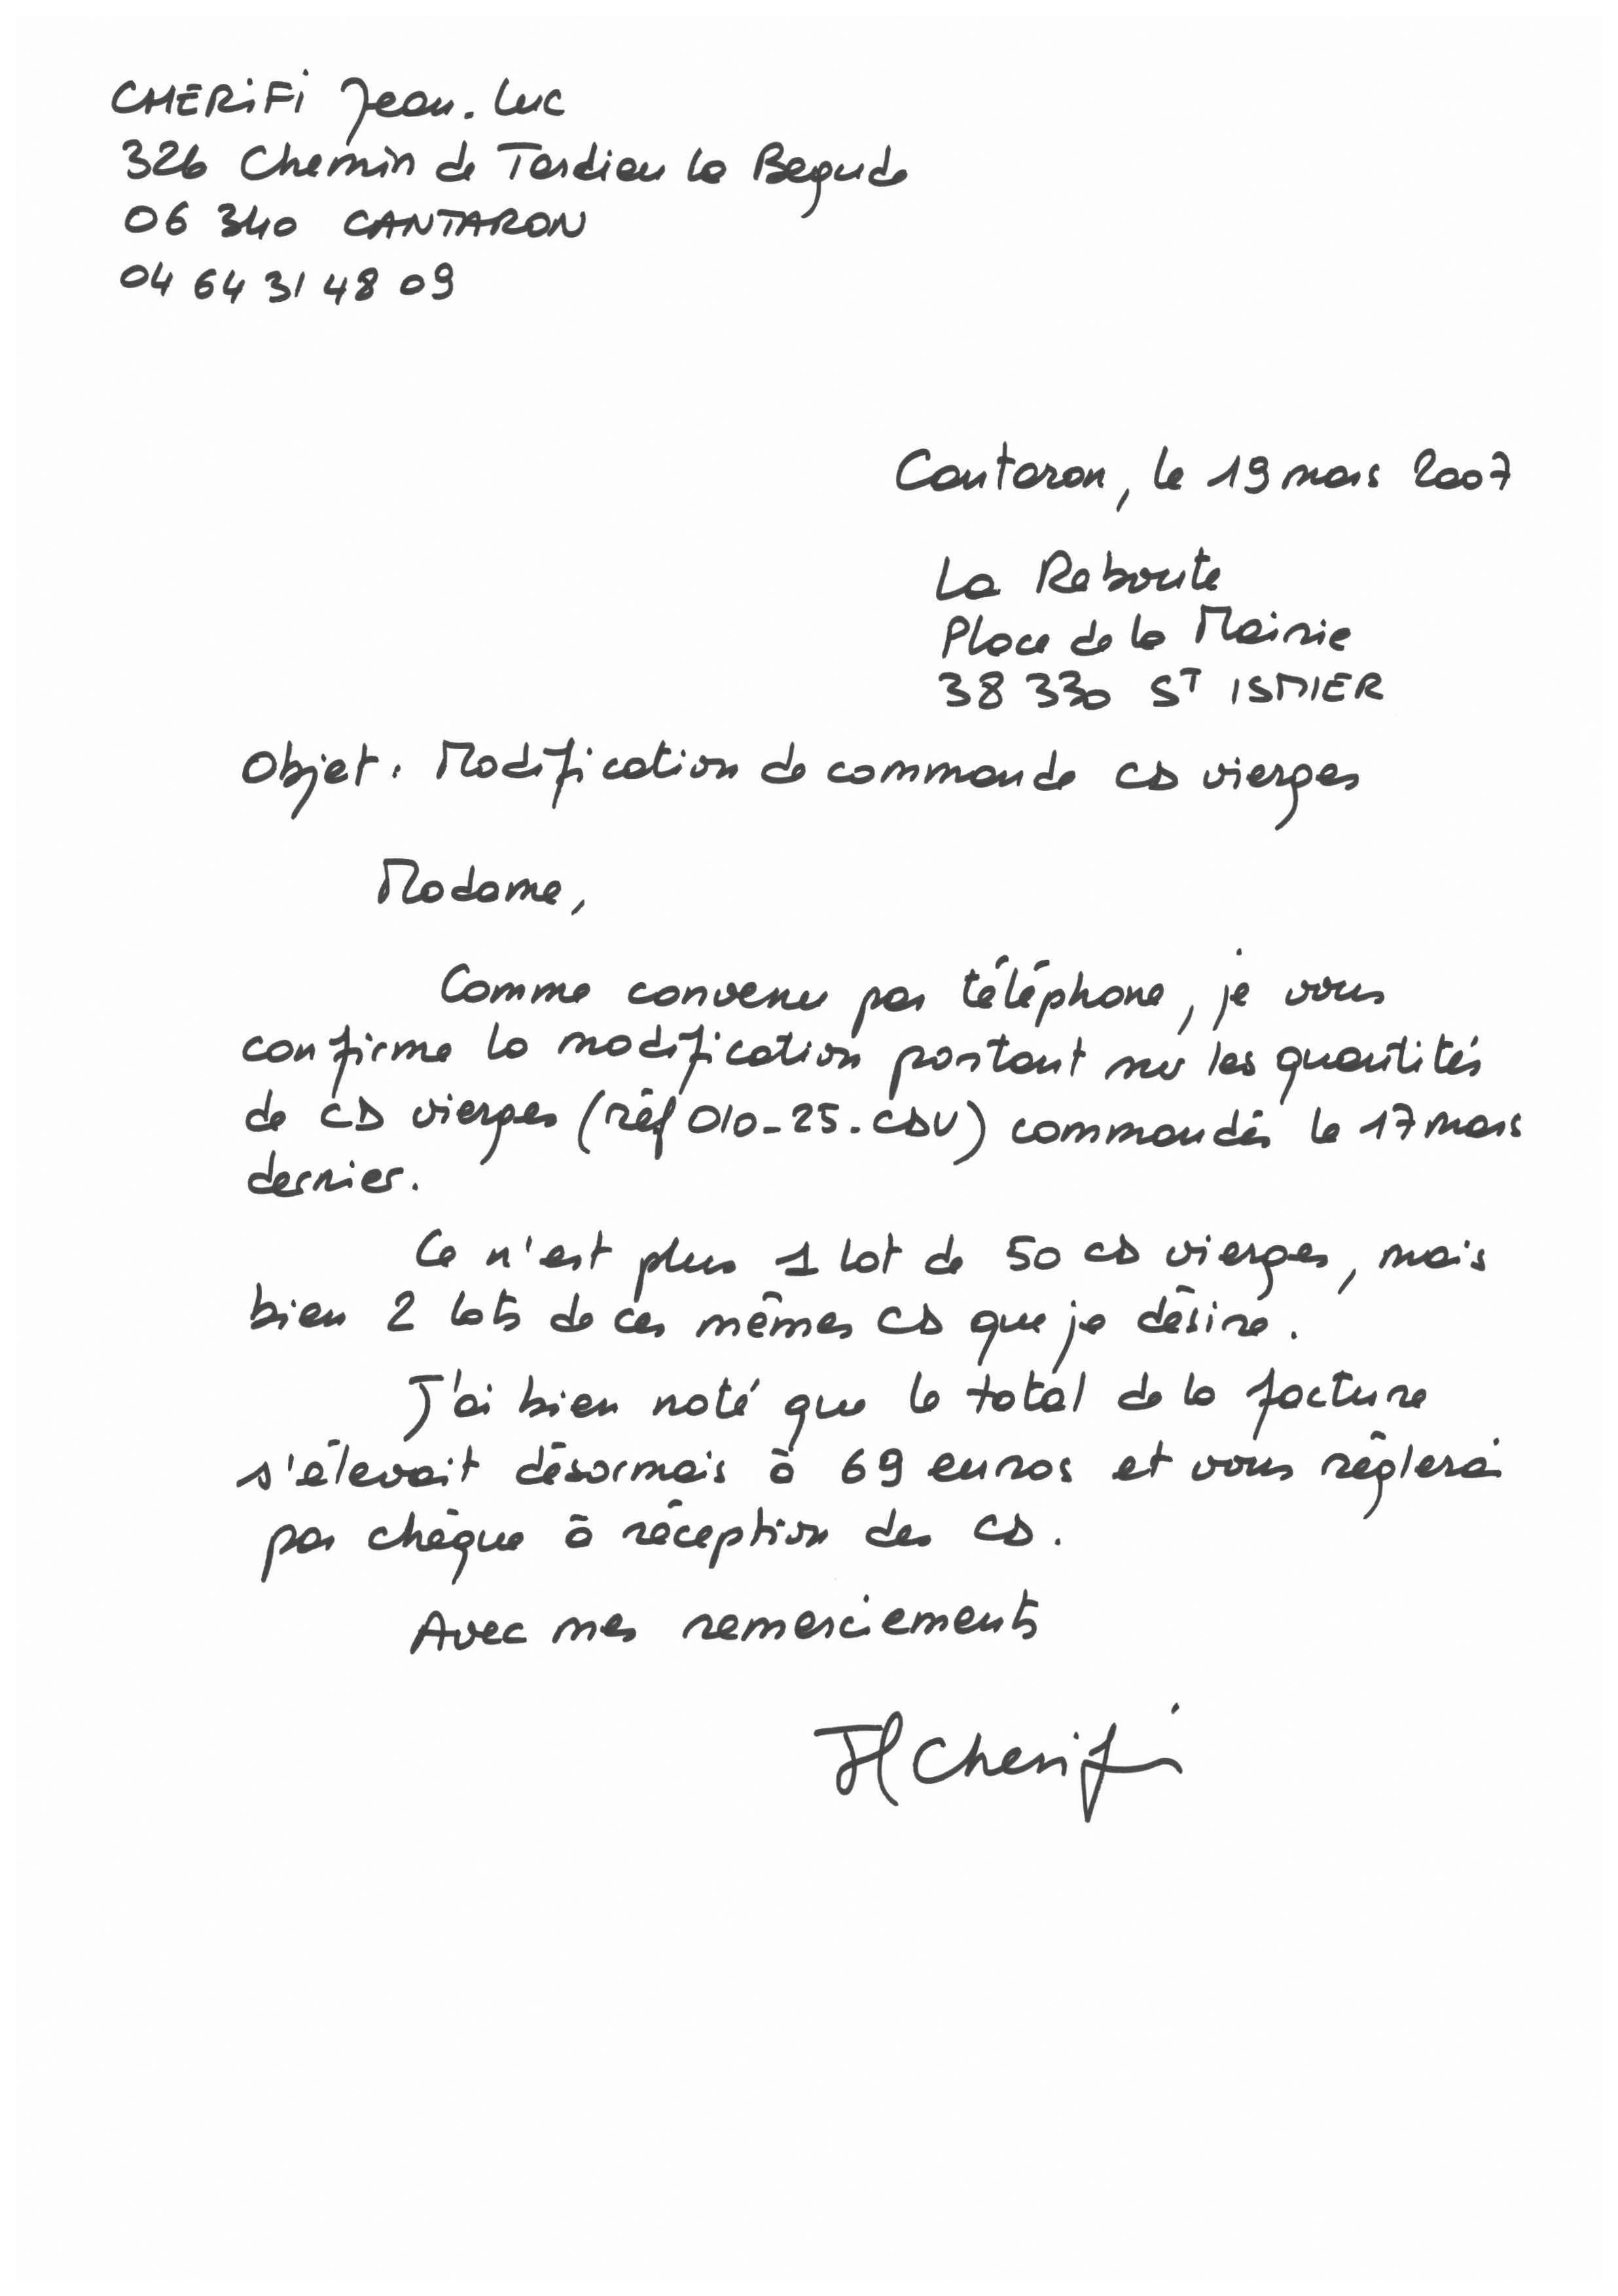 CHERiFi Jean-Luc
326 Chemin de Tardieu la Begude
06 340 CANTARON
04 64 31 48 09
Cantaron, le 19 mars 2007
La Reboute
Place de la Mairie
38 330 ST ISMIER
Objet : Modification de commande CD vierges
Madame,
Comme convenu par téléphone, je vous
confirme la modification portant sur les quantités
de CD vierges (réf 010-25-CDV) commandés le 17 mars
dernier.
Ce n'est plus 1 lot de 50 CD vierges, mais
bien 2 lots de ces mêmes CD que je désire.
J'ai bien noté que le total de la facture
s'élevait désormais à 69 euros et vous règlerai
par chèque à réception des CD.
Avec mes remerciements
JL Cherifi